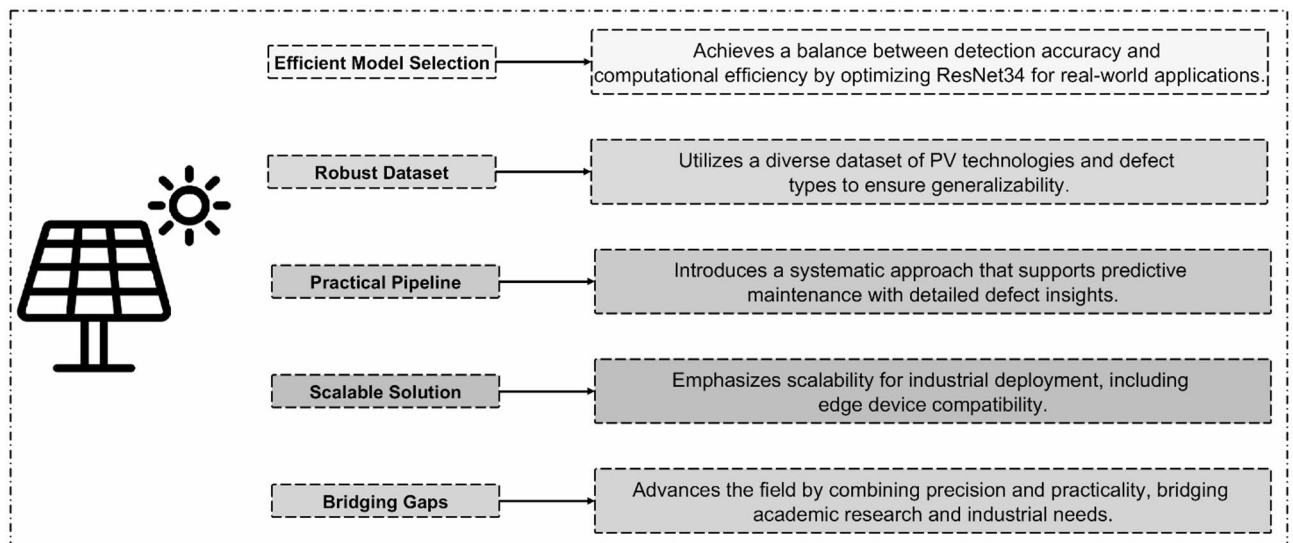 Efficient Model Selection
Achieves a balance between detection accuracy and
computational efficiency by optimizing ResNet34 for real-world applications.
Robust Dataset
Utilizes a diverse dataset of PV technologies and defect
types to ensure generalizability.
Practical Pipeline
Introduces a systematic approach that supports predictive
maintenance with detailed defect insights.
Scalable Solution
Emphasizes scalability for industrial deployment, including
edge device compatibility.
Bridging Gaps
Advances the field by combining precision and practicality, bridging
academic research and industrial needs.